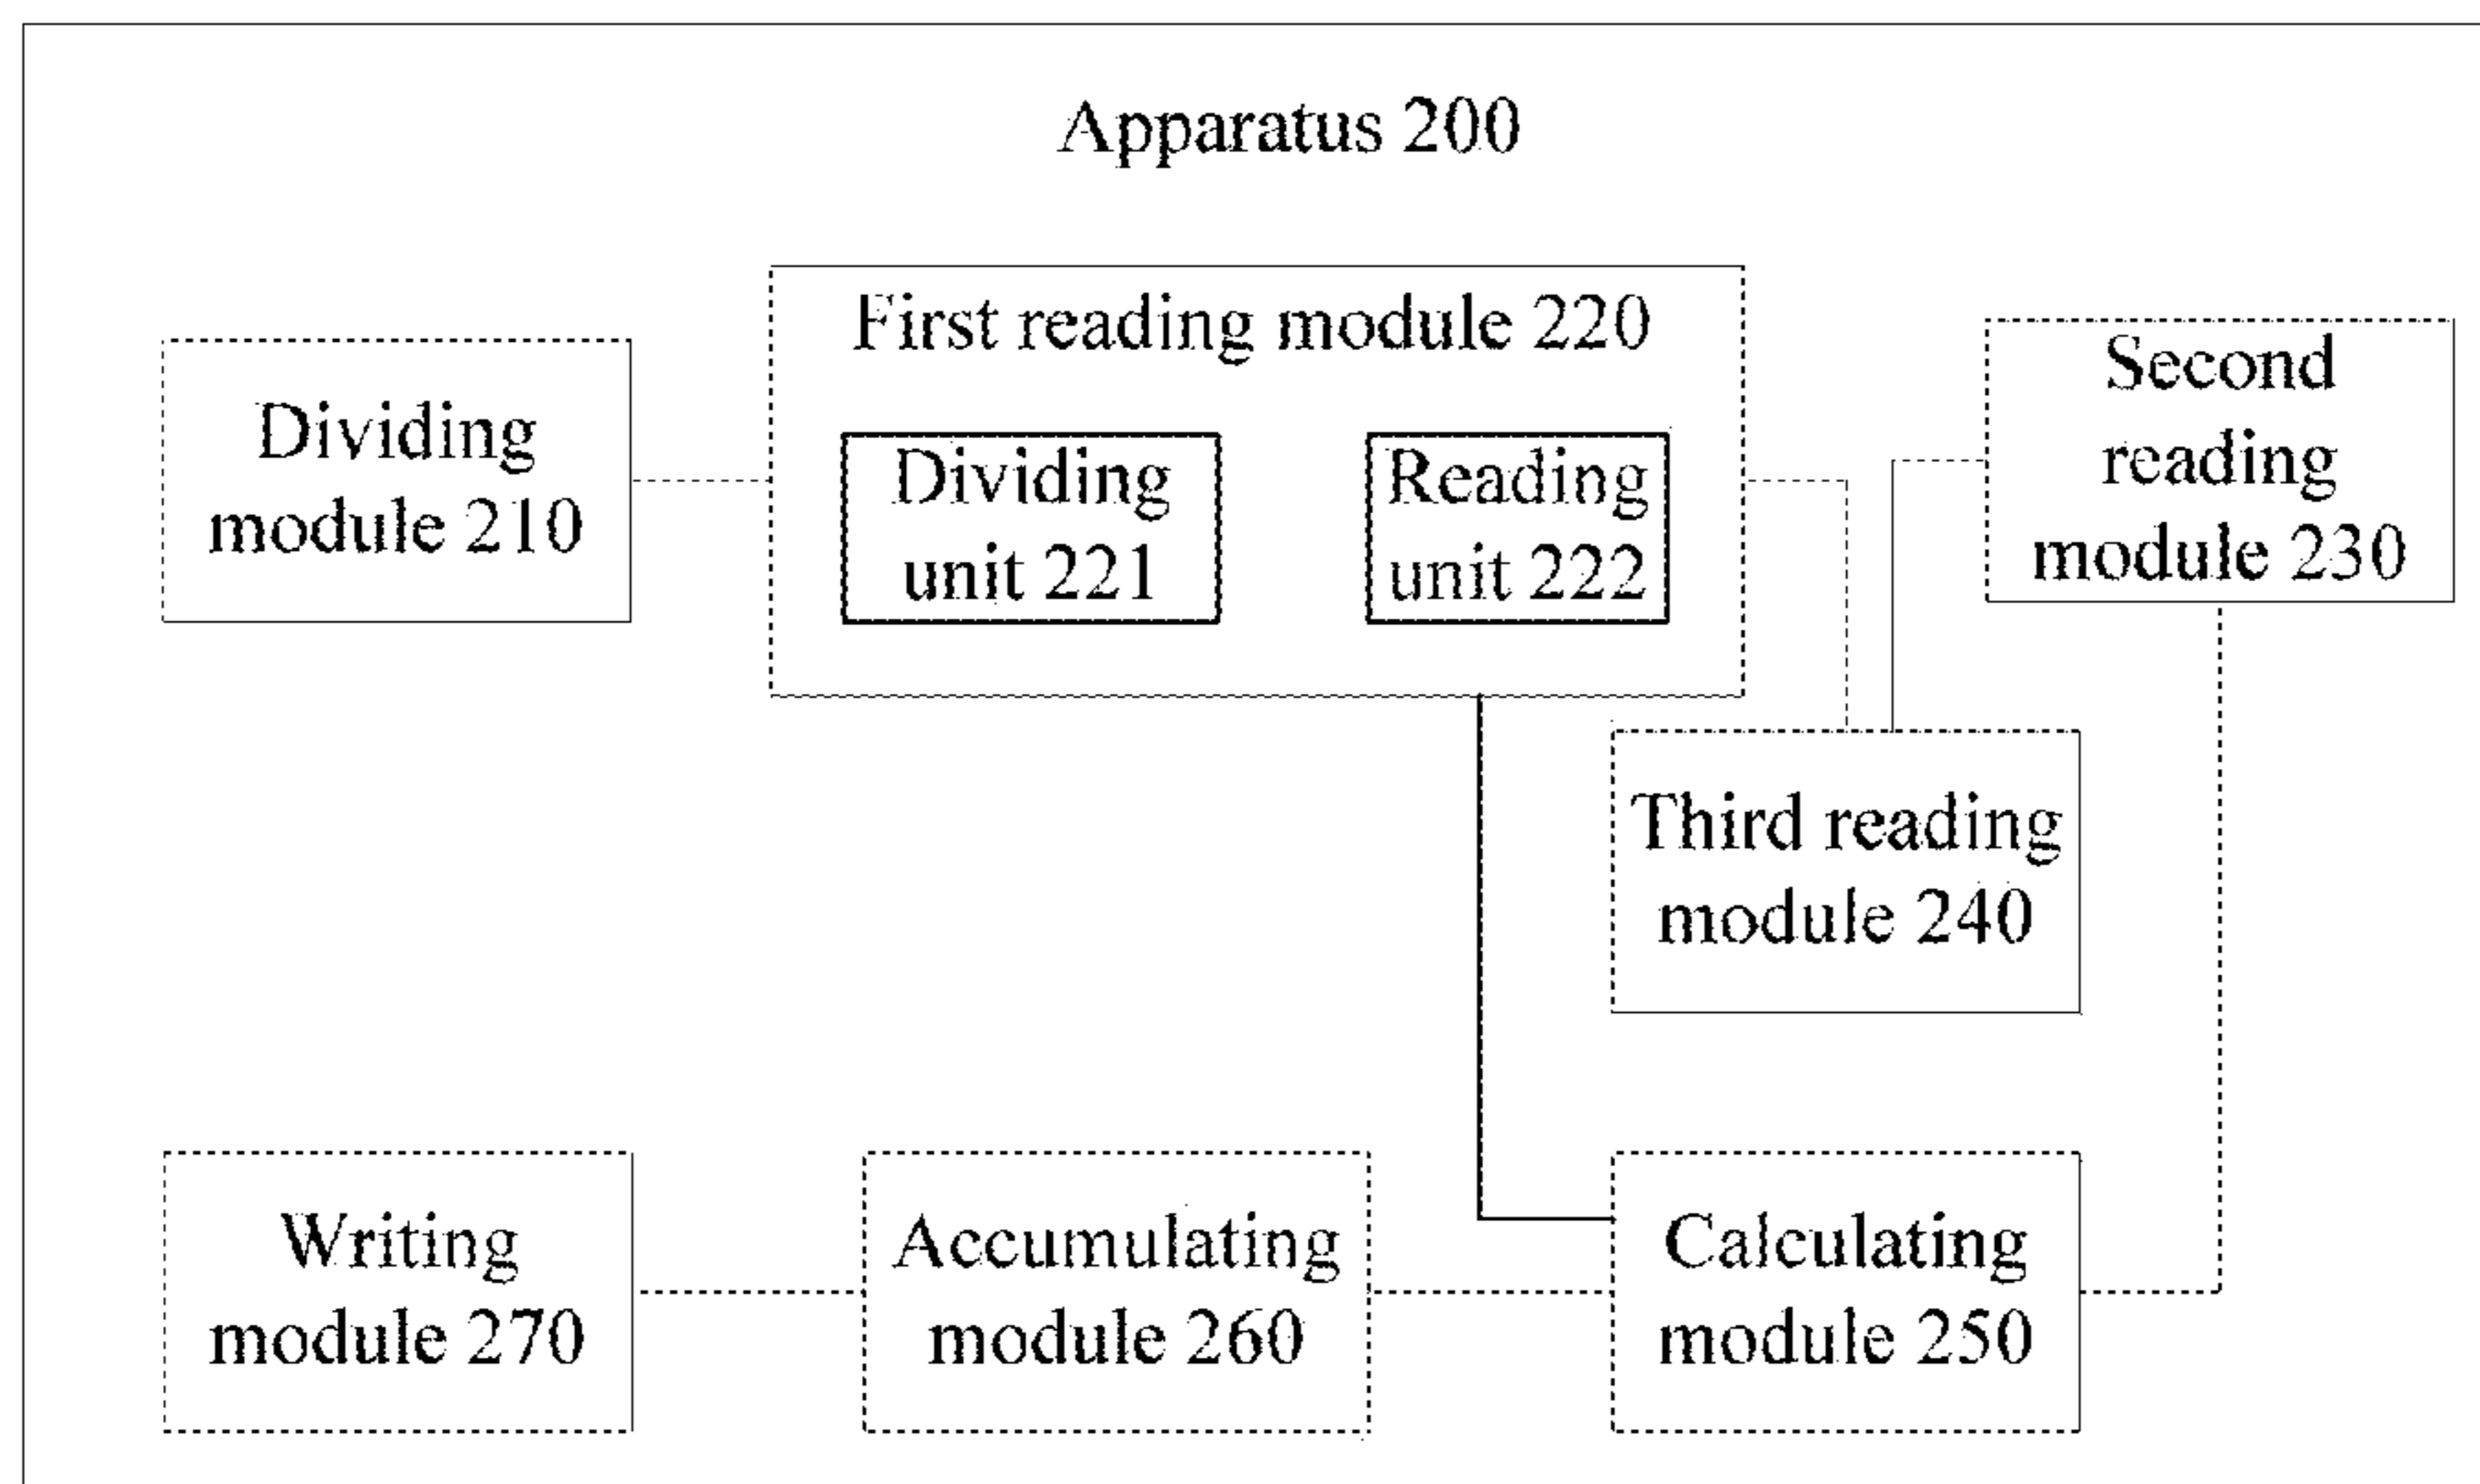 Apparatus 200
Dividing
module 210
First reading module 220
Dividing
unit 221
Reading
unit 222
Second
reading
module 230
Third reading
module 240
Writing
module 270
Accumulating
module 260
Calculating
module 250